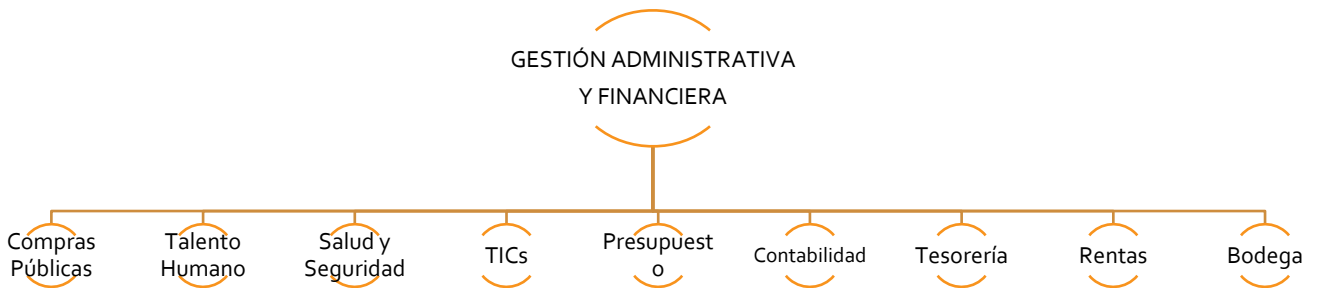 GESTIÓN ADMINISTRATIVA
Y FINANCIERA
Compras
Públicas
Talento
Humano
Salud y
Seguridad
TICs
Presupuest
o
Contabilidad
Tesorería
Rentas
Bodega